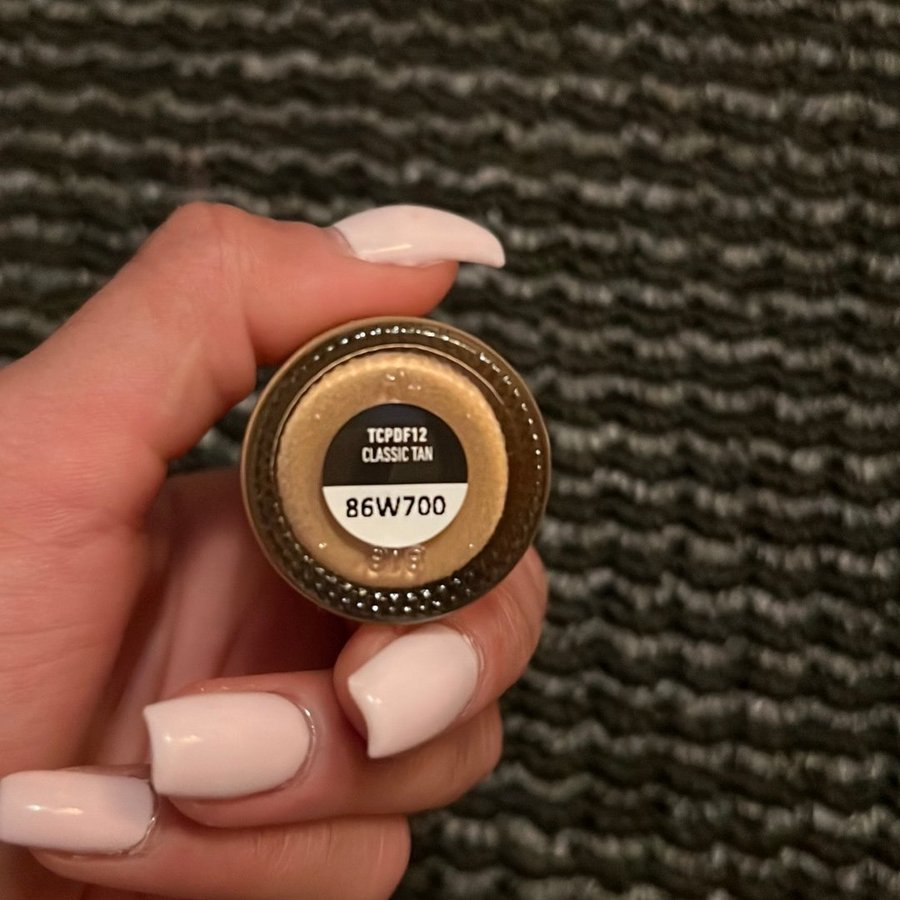 TCPDF12
CLASSIC TAN
86W700